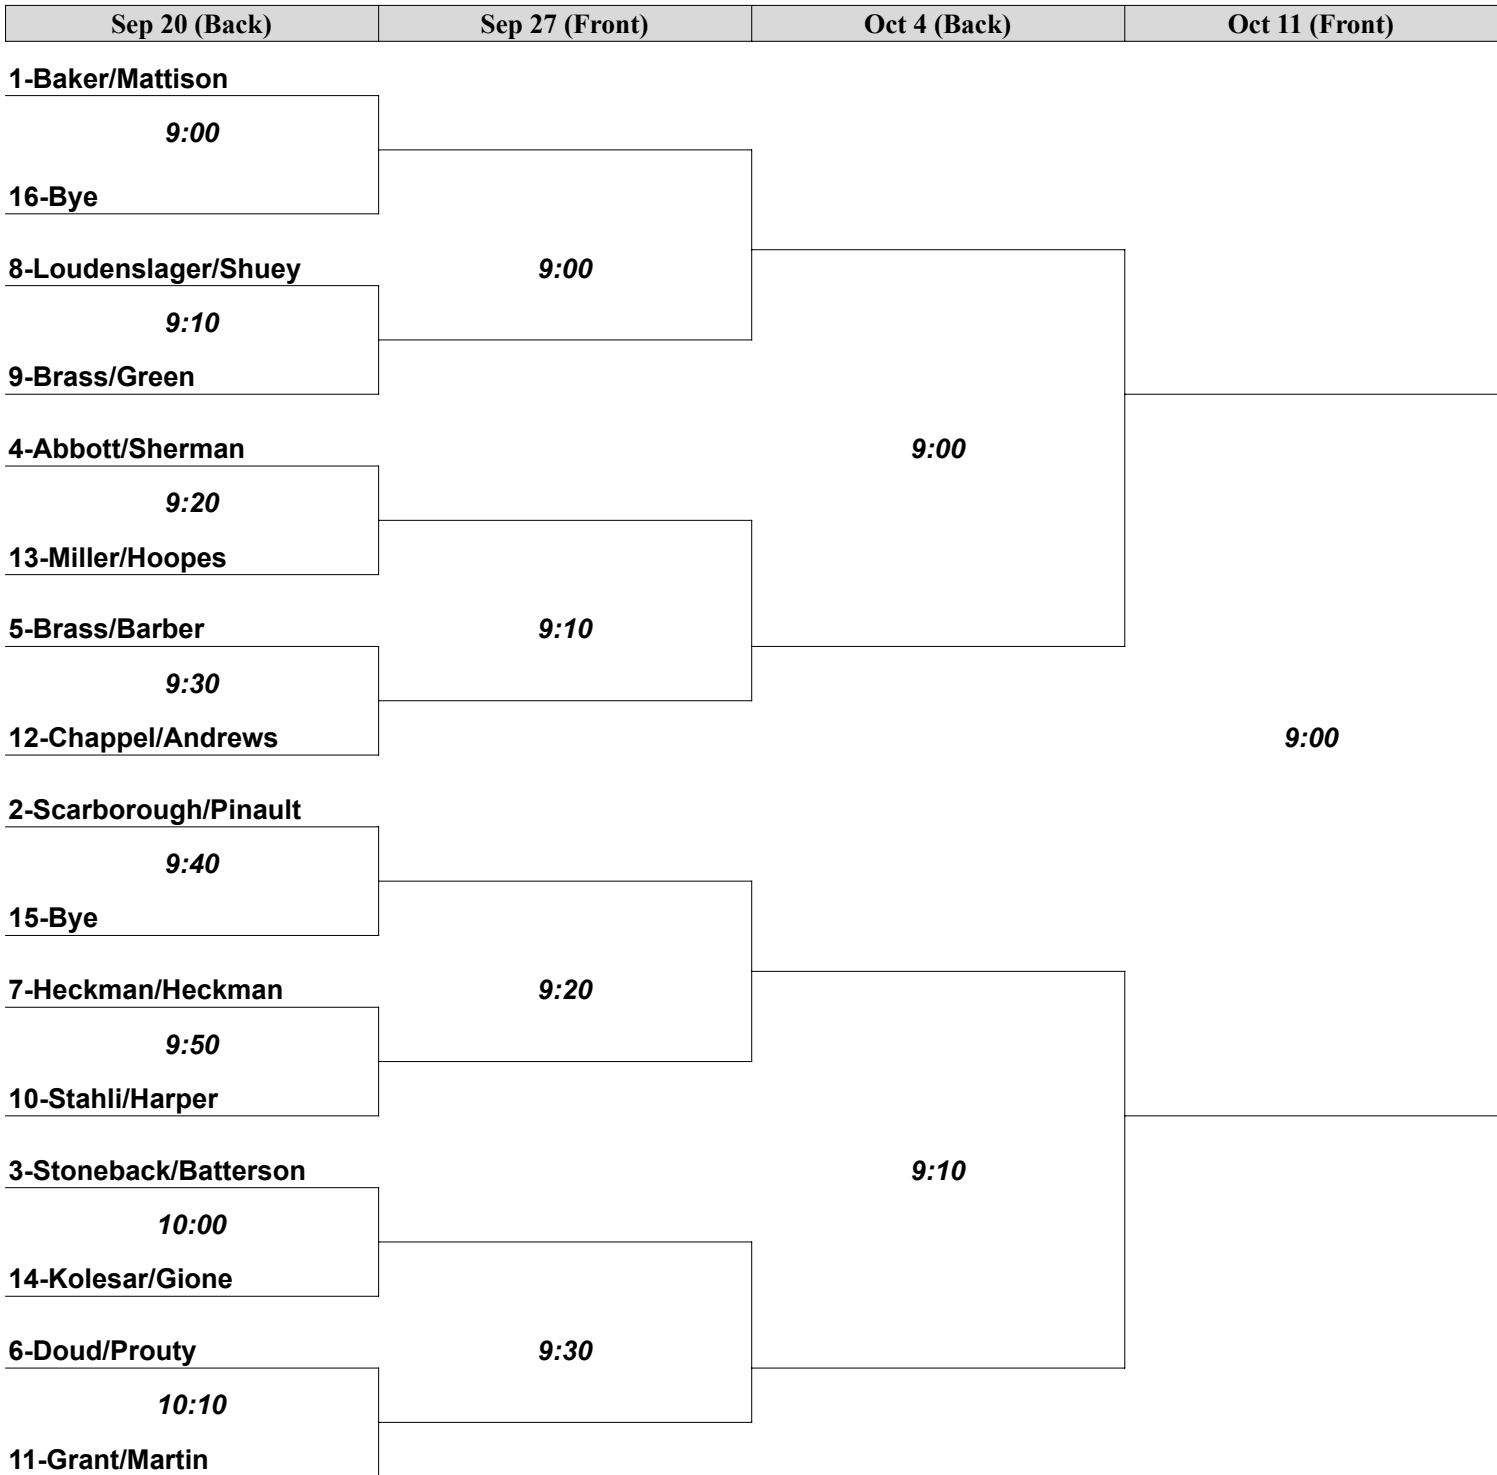 Sep 20 (Back) Sep 27 (Front) Oct 4 (Back) Oct 11 (Front)
1-Baker/Mattison
9:00
16-Bye
8-Loudenslager/Shuey 9:00
9:10
9-Brass/Green
4-Abbott/Sherman 9:00
9:20
13-Miller/Hoopes
5-Brass/Barber 9:10
9:30
12-Chappel/Andrews 9:00
2-Scarborough/Pinault
9:40
15-Bye
7-Heckman/Heckman 9:20
9:50
10-Stahli/Harper
3-Stoneback/Batterson 9:10
10:00
14-Kolesar/Gione
6-Doud/Prouty 9:30
10:10
11-Grant/Martin